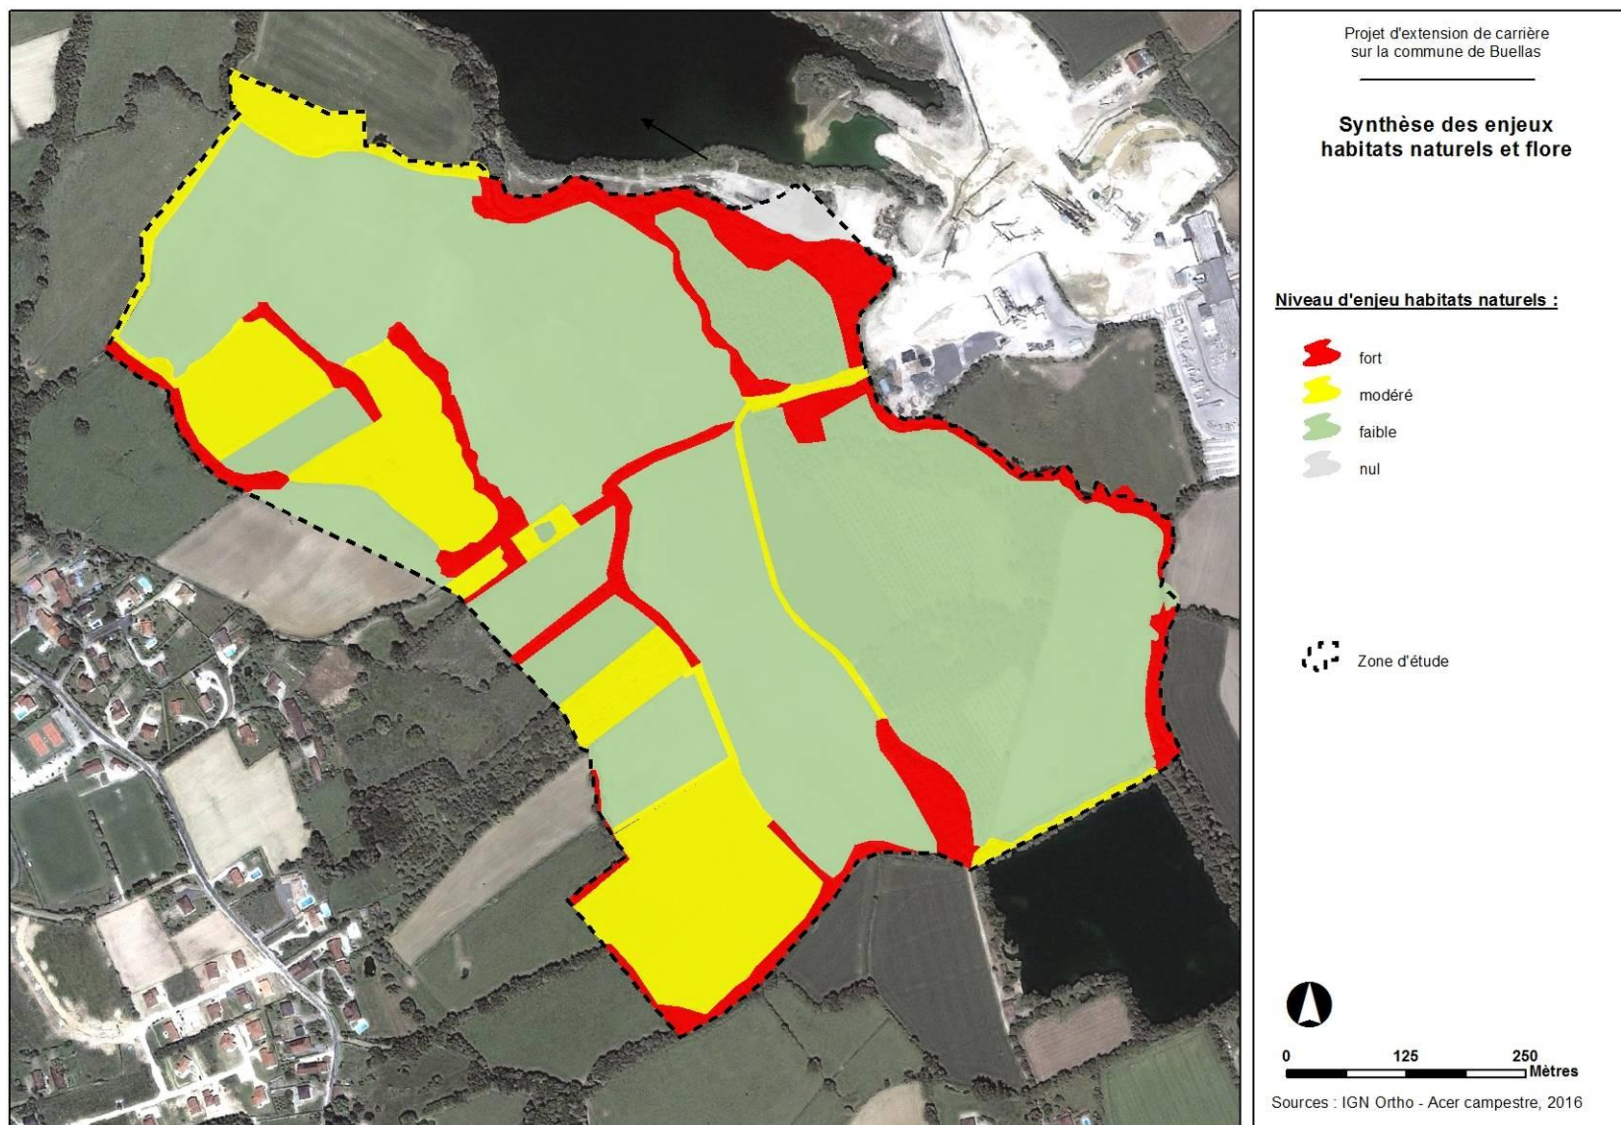 Projet d'extension de carrière
sur la commune de Buellas
Synthèse des enjeux
habitats naturels et flore
Niveau d'enjeu habitats naturels :
fort
modéré
faible
nul
Zone d'étude
0 125 250
Mètres
Sources : IGN Ortho - Acer campestre, 2016